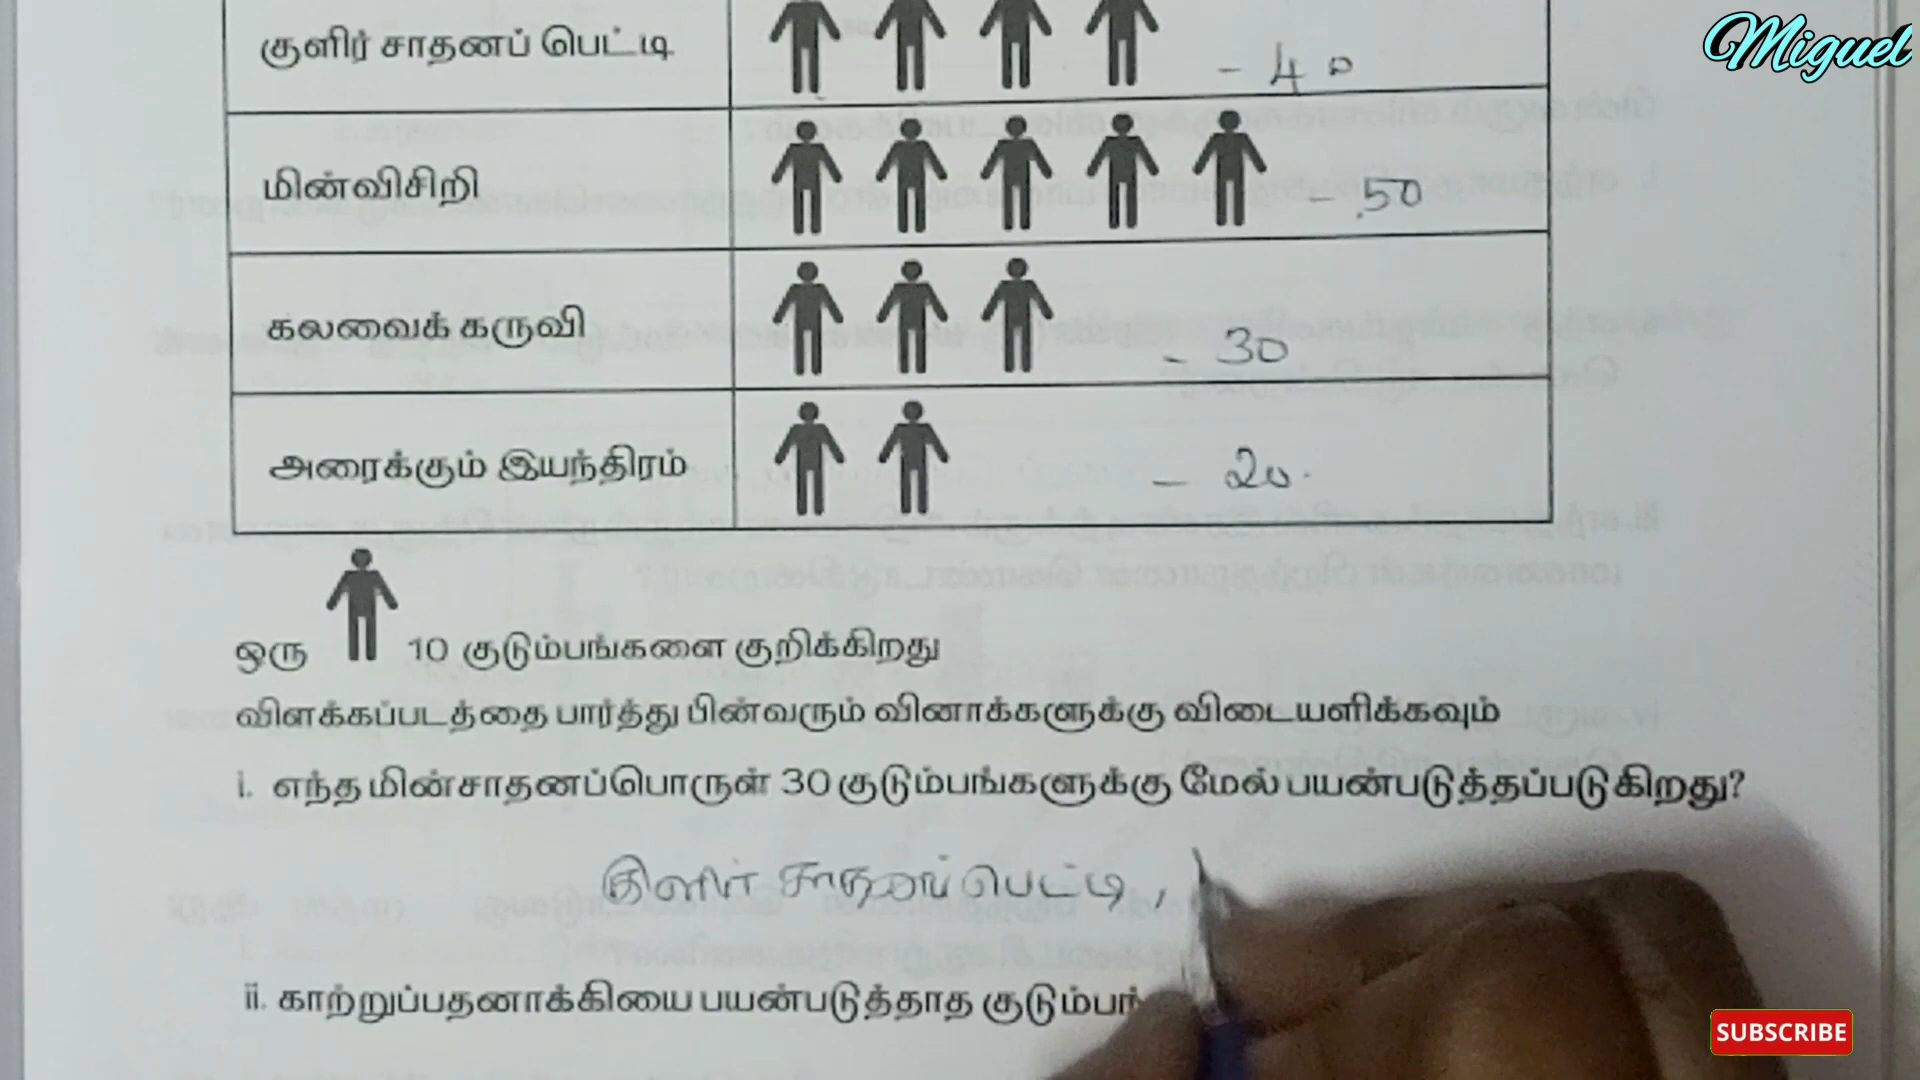 Miguel
குளிர் சாதனப் பெட்டி - 40
மின்விசிறி - 50
கலவைக் கருவி - 30
அரைக்கும் இயந்திரம் - 20.
ஒரு 10 குடும்பங்களை குறிக்கிறது
விளக்கப்படத்தை பார்த்து பின்வரும் வினாக்களுக்கு விடையளிக்கவும்
i. எந்த மின்சாதனப்பொருள் 30 குடும்பங்களுக்கு மேல் பயன்படுத்தப்படுகிறது?
குளிர் சாதனப் பெட்டி,
ii. காற்றுப்பதனாக்கியை பயன்படுத்தாத
SUBSCRIBE